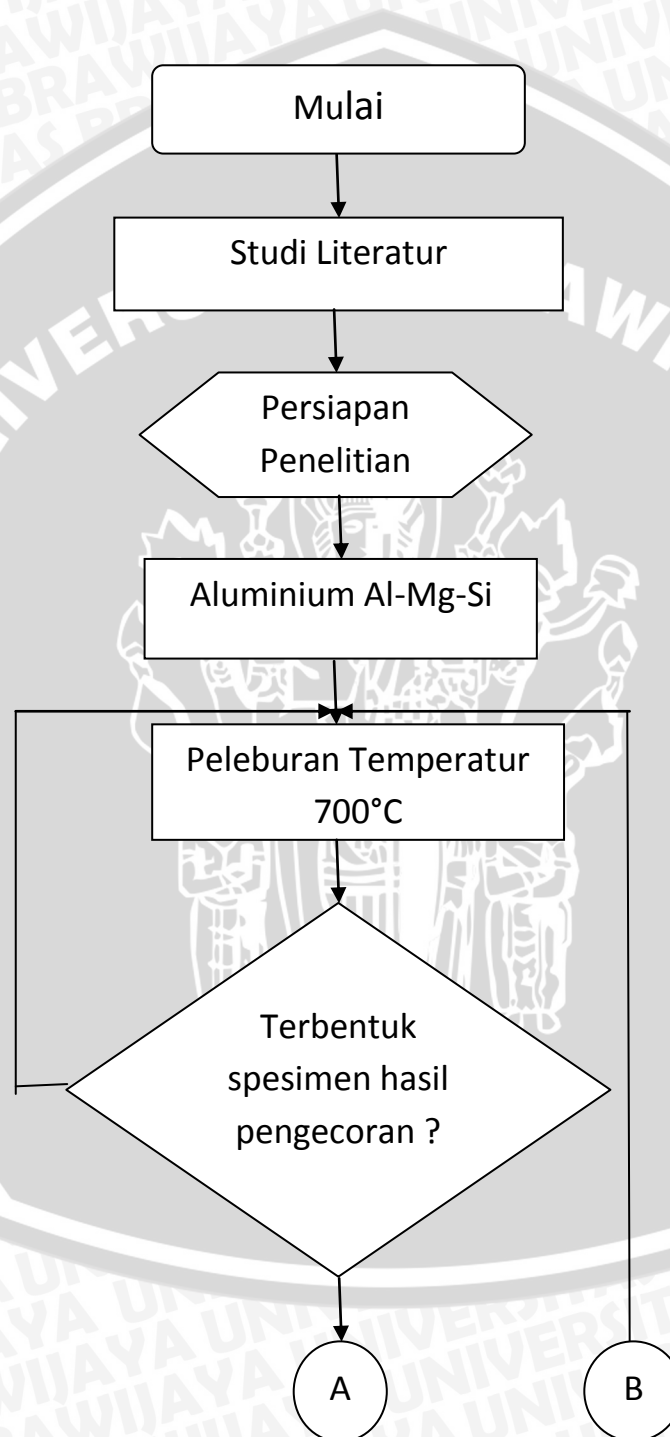 Mulai
Studi Literatur
Persiapan
Penelitian
Aluminium Al-Mg-Si
Peleburan Temperatur
700°C
Terbentuk
spesimen hasil
pengecoran ?
A
B